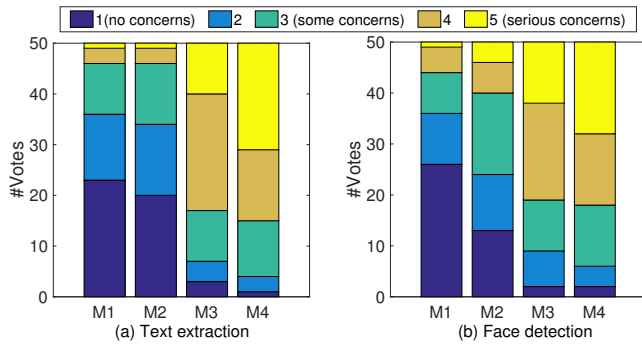 1(no concerns) 2 3 (some concerns) 4 5 (serious concerns)
50 50
40 40
30 30
20 20
10 10
0 0
#Votes #Votes
M1 M2 M3 M4 M1 M2 M3 M4
(a) Text extraction (b) Face detection